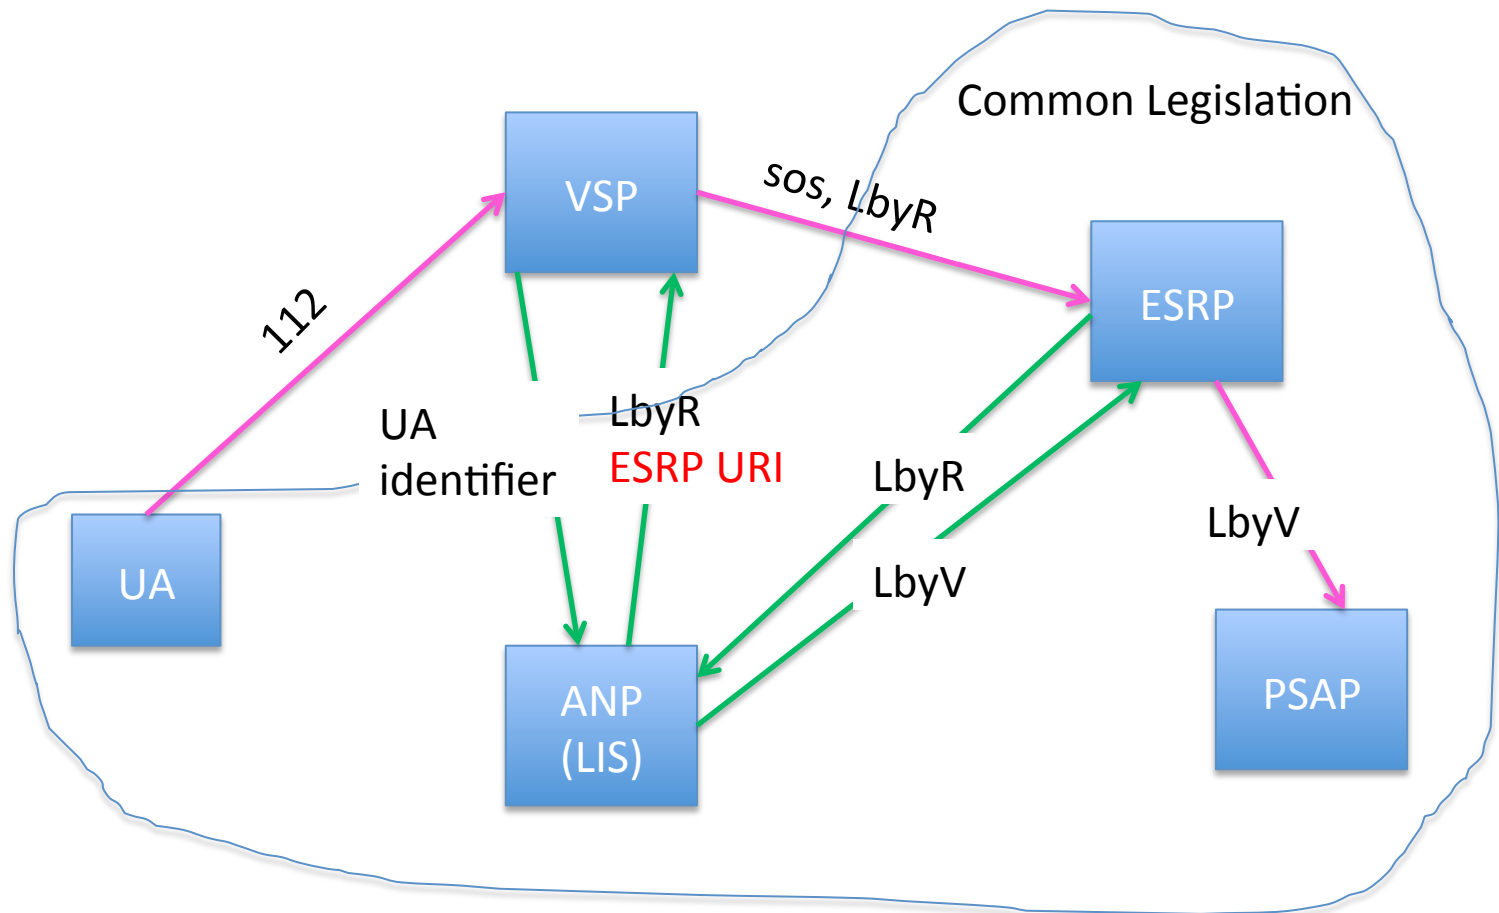 Common Legislation
VSP
sos, LbyR
112
ESRP
UA
identifier
LbyR
ESRP URI
LbyR
LbyV
LbyV
UA
ANP
(LIS)
PSAP